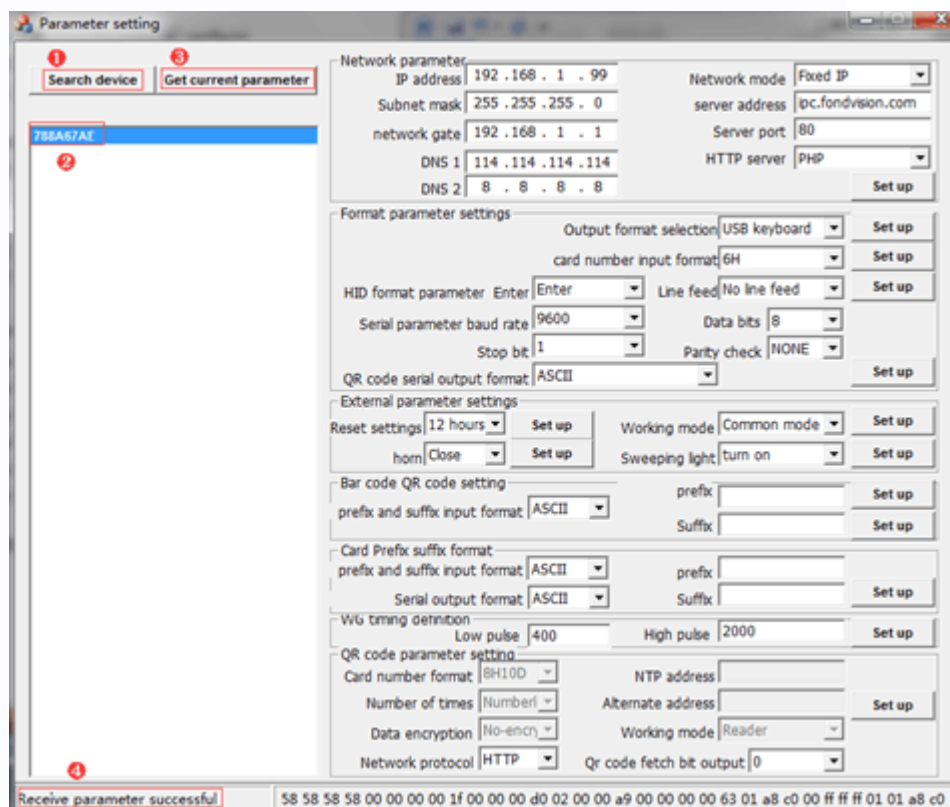 Parameter setting
1
3
Search device
Get current parameter
788A67AE
2
Network parameter
IP address 192 . 168 . 1 . 99
Network mode Fixed IP
Subnet mask 255 . 255 . 255 . 0
server address ipc.fondvision.com
network gate 192 . 168 . 1 . 1
Server port 80
DNS 1 114 . 114 . 114 . 114
HTTP server PHP
DNS 2 8 . 8 . 8 . 8
Set up
Format parameter settings
Output format selection USB keyboard Set up
card number input format 6H Set up
HID format parameter Enter Enter Line feed No line feed Set up
Serial parameter baud rate 9600 Data bits 8
Stop bit 1 Parity check NONE
QR code serial output format ASCII Set up
External parameter settings
Reset settings 12 hours Set up Working mode Common mode Set up
horn Close Set up Sweeping light turn on Set up
Bar code QR code setting
prefix and suffix input format ASCII
prefix Set up
Suffix Set up
Card Prefix suffix format
prefix and suffix input format ASCII prefix
Serial output format ASCII Suffix Set up
WG timing definition
Low pulse 400 High pulse 2000 Set up
QR code parameter setting
Card number format 8H10D NTP address
Number of times Numberl Alternate address Set up
Data encryption No-encry Working mode Reader
Network protocol HTTP Qr code fetch bit output 0
4
Receive parameter successful
58 58 58 58 00 00 00 00 1f 00 00 00 d0 02 00 00 a9 00 00 00 00 63 01 a8 c0 00 ff ff ff 01 01 a8 c0